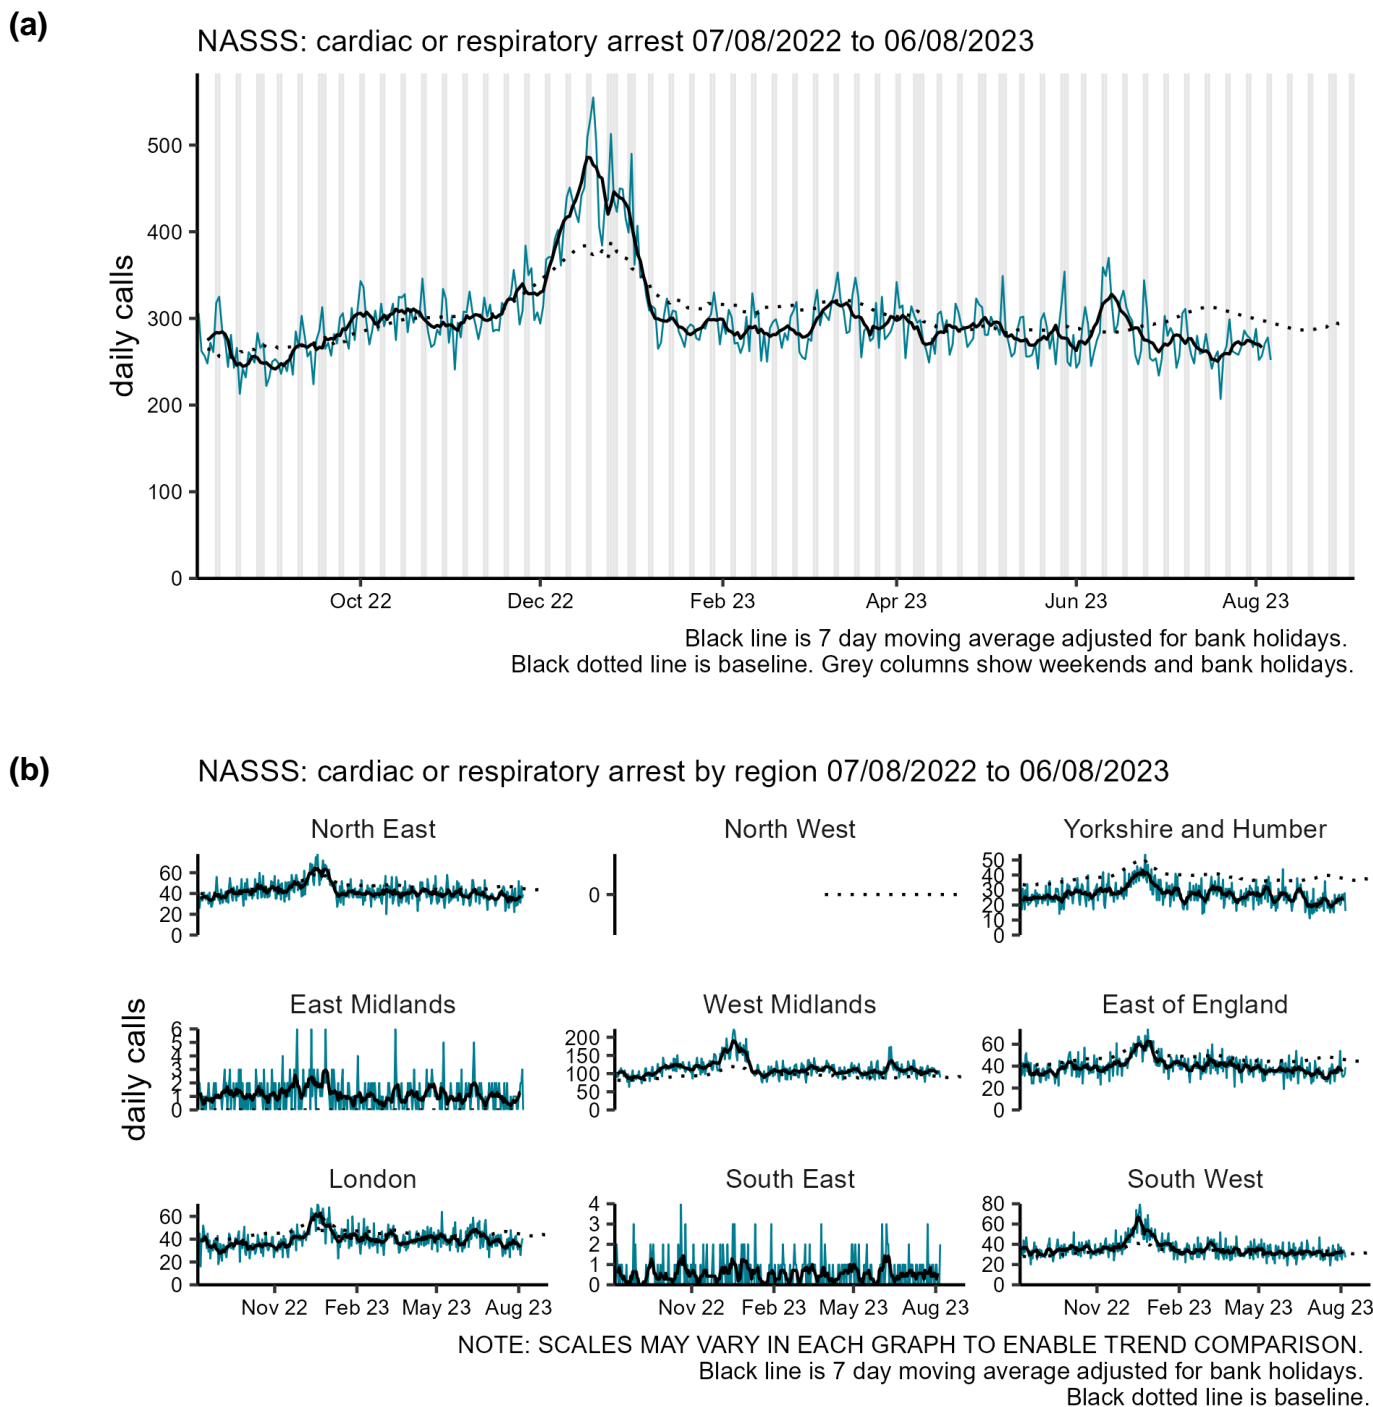 (a)
NASSS: cardiac or respiratory arrest 07/08/2022 to 06/08/2023
daily calls
500
400
300
200
100
0
Oct 22 Dec 22 Feb 23 Apr 23 Jun 23 Aug 23
Black line is 7 day moving average adjusted for bank holidays.
Black dotted line is baseline. Grey columns show weekends and bank holidays.
(b)
NASSS: cardiac or respiratory arrest by region 07/08/2022 to 06/08/2023
daily calls
North East
60
40
20
0
North West
0
Yorkshire and Humber
50
40
30
20
10
0
East Midlands
6
5
4
3
2
1
0
West Midlands
200
150
100
50
0
East of England
60
40
20
0
London
60
40
20
0
Nov 22 Feb 23 May 23 Aug 23
South East
4
3
2
1
0
Nov 22 Feb 23 May 23 Aug 23
South West
80
60
40
20
0
Nov 22 Feb 23 May 23 Aug 23
NOTE: SCALES MAY VARY IN EACH GRAPH TO ENABLE TREND COMPARISON.
Black line is 7 day moving average adjusted for bank holidays.
Black dotted line is baseline.